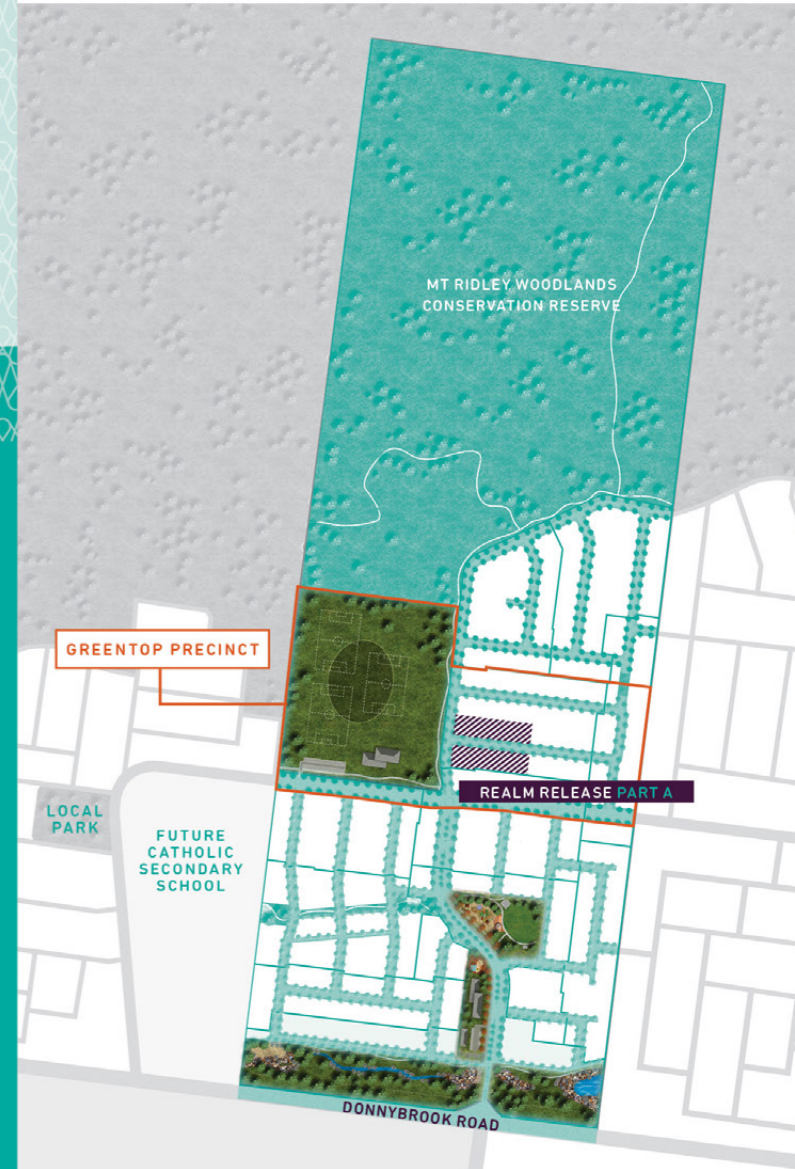 MT RIDLEY WOODLANDS
CONSERVATION RESERVE
GREENTOP PRECINCT
REALM RELEASE PART A
LOCAL
PARK
FUTURE
CATHOLIC
SECONDARY
SCHOOL
DONNYBROOK ROAD